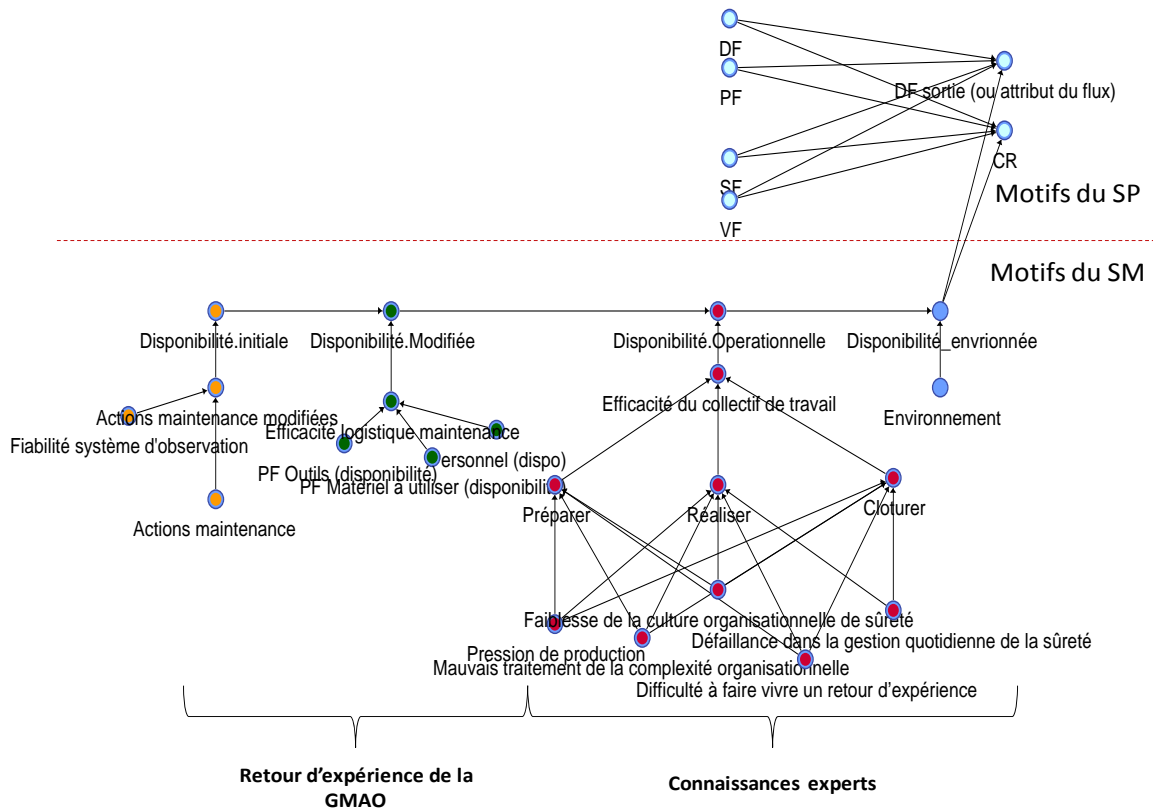 DF
DF sortie (ou attribut du flux)
PF
CR
SF
Motifs du SP
VF
Motifs du SM
Disponibilité.initiale
Disponibilité.Modifiée
Disponibilité.Operationnelle
Disponibilité_envrionnée
Efficacité du collectif de travail
Environnement
Actions maintenance modifiées
Efficacité logistique maintenance
Fiabilité système d'observation
ersonnel (dispo)
PF Outils (disponibilité)
PF Matériel à utiliser (disponibilit
Préparer
Réaliser
Cloturer
Actions maintenance
Faiblesse de la culture organisationnelle de sûreté
Défaillance dans la gestion quotidienne de la sûreté
Pression de production
Mauvais traitement de la complexité organisationnelle
Difficulté à faire vivre un retour d'expérience
Retour d'expérience de la
GMAO
Connaissances experts